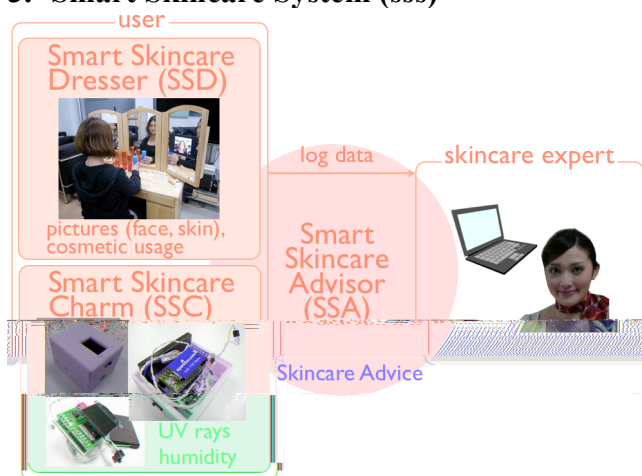 3. Smart Skincare System (sss)
user
Smart Skincare
Dresser (SSD)
pictures (face, skin),
cosmetic usage
log data
skincare expert
Smart
Skincare
Advisor
(SSA)
Smart Skincare
Charm (SSC)
Skincare Advice
UV rays
humidity